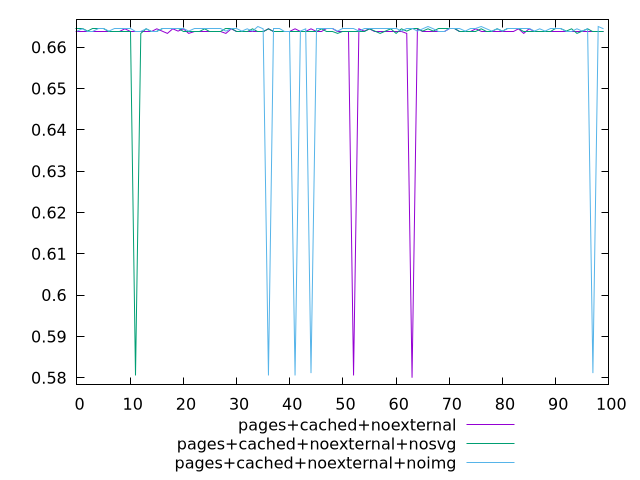 0.66
0.65
0.64
0.63
0.62
0.61
0.6
0.59
0.58
0 10 20 30 40 50 60 70 80 90 100
pages+cached+noexternal
pages+cached+noexternal+nosvg
pages+cached+noexternal+noimg